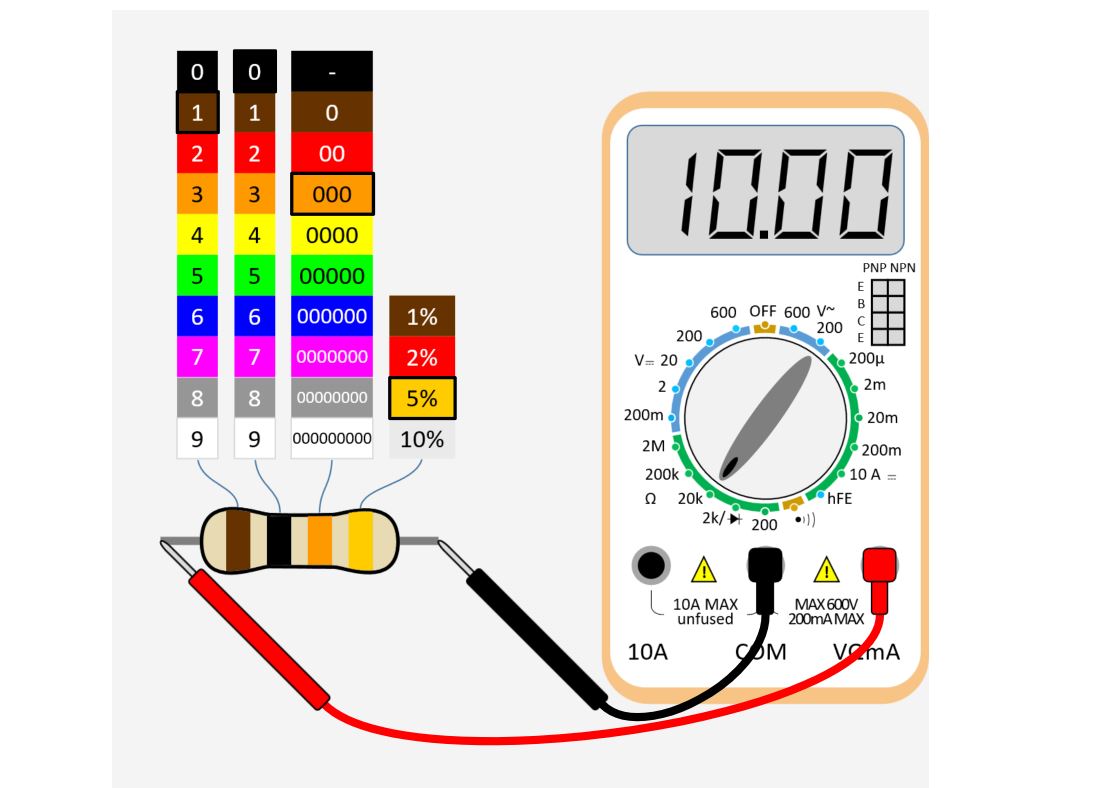 0 0 -
1 1 0
2 2 00
3 3 000
4 4 0000
5 5 00000
6 6 000000 1%
7 7 0000000 2%
8 8 00000000 5%
9 9 000000000 10%
10.00
PNP NPN
E
B
C
E
600 OFF 600 V~
200 200
V⎓ 20 200µ
2 2m
200m 20m
2M 200m
200k 10 A ⎓
Ω 20k hFE
2k/ 200 •)))
10A MAX
unfused
MAX 600V
200mA MAX
10A COM VΩmA